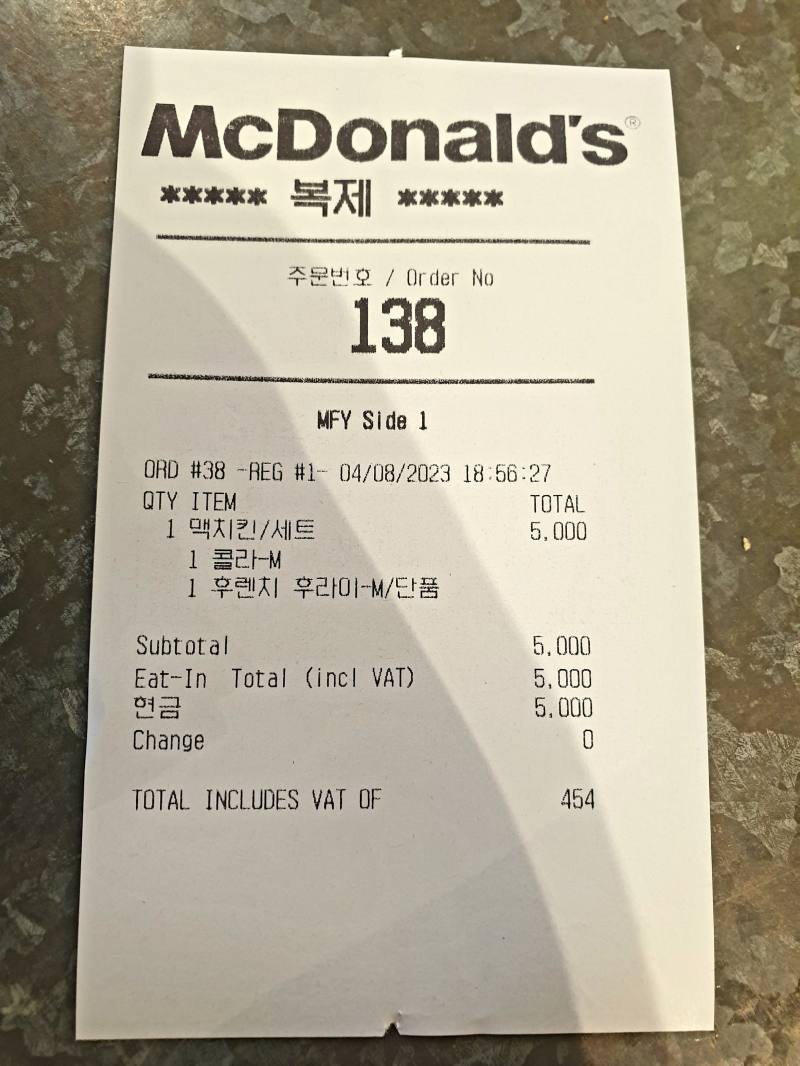 McDonald's®
***** 복제 *****
주문번호 / Order No
138
MFY Side 1
ORD #38 -REG #1- 04/08/2023 18:56:27
QTY ITEM TOTAL
1 맥치킨/세트 5,000
1 콜라-M
1 후렌치 후라이-M/단품
Subtotal 5,000
Eat-In Total (incl VAT) 5,000
현금 5,000
Change 0
TOTAL INCLUDES VAT OF 454